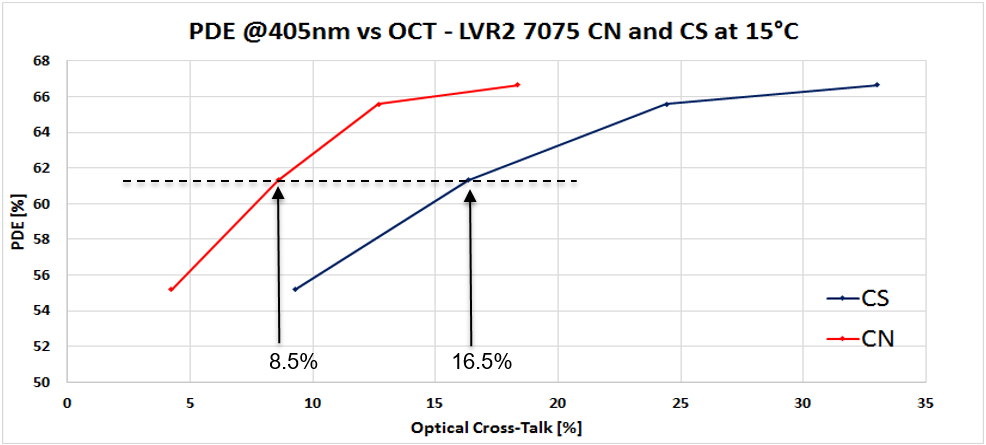 PDE @405nm vs OCT - LVR2 7075 CN and CS at 15°C
68
66
64
62
60
58
56
54
52
50
PDE [%]
CS
CN
8.5%
16.5%
0 5 10 15 20 25 30 35
Optical Cross-Talk [%]